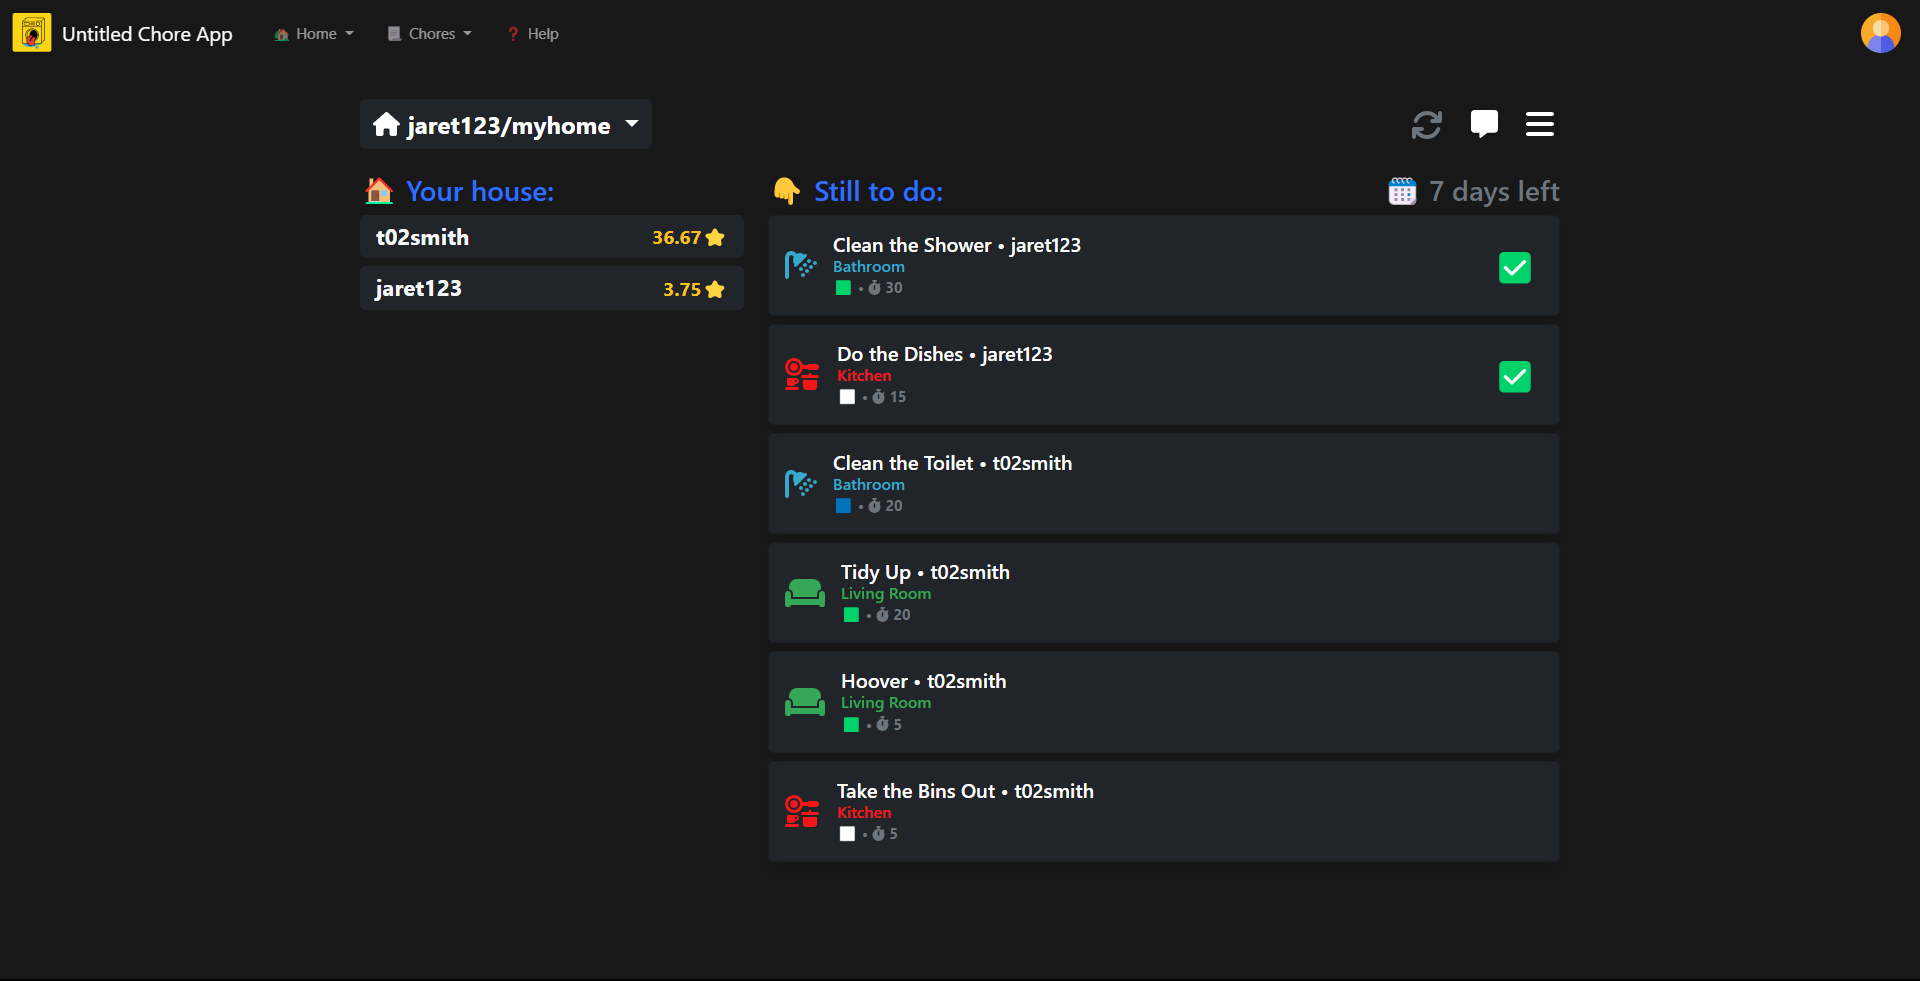 Untitled Chore App Home Chores Help
jaret123/myhome
Your house:
t02smith 36.67
jaret123 3.75
Still to do: 7 days left
Clean the Shower • jaret123
Bathroom
• 30
Do the Dishes • jaret123
Kitchen
• 15
Clean the Toilet • t02smith
Bathroom
• 20
Tidy Up • t02smith
Living Room
• 20
Hoover • t02smith
Living Room
• 5
Take the Bins Out • t02smith
Kitchen
• 5